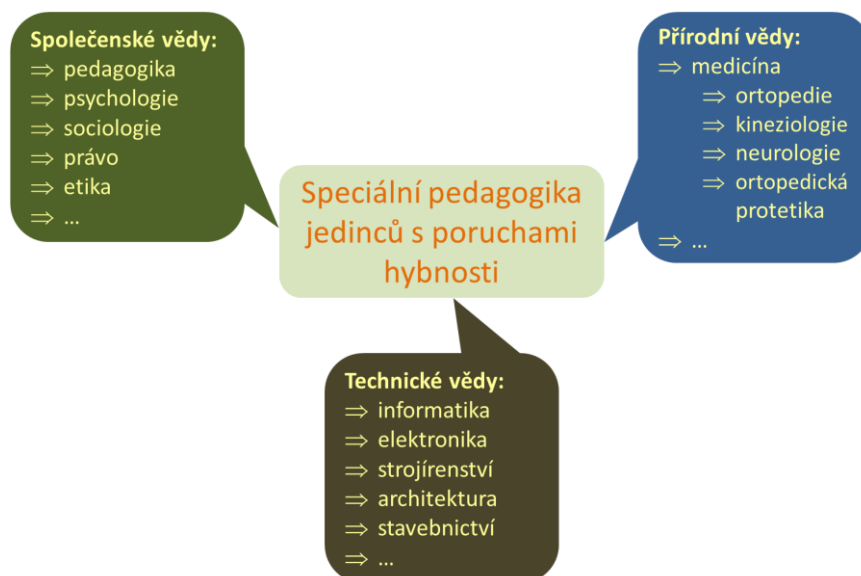 Společenské vědy:
⇒ pedagogika
⇒ psychologie
⇒ sociologie
⇒ právo
⇒ etika
⇒ ...
Přírodní vědy:
⇒ medicína
⇒ ortopedie
⇒ kineziologie
⇒ neurologie
⇒ ortopedická
protetika
⇒ ...
Speciální pedagogika
jedinců s poruchami
hybnosti
Technické vědy:
⇒ informatika
⇒ elektronika
⇒ strojírenství
⇒ architektura
⇒ stavebnictví
⇒ ...